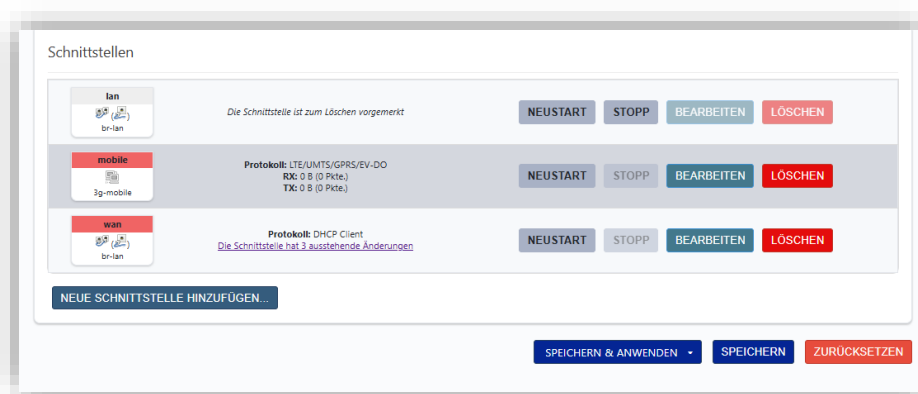 Schnittstellen
lan
br-lan
Die Schnittstelle ist zum Löschen vorgemerkt
NEUSTART STOPP BEARBEITEN LÖSCHEN
mobile
3g-mobile
Protokoll: LTE/UMTS/GPRS/EV-DO
RX: 0 B (0 Pkte.)
TX: 0 B (0 Pkte.)
NEUSTART STOPP BEARBEITEN LÖSCHEN
wan
br-lan
Protokoll: DHCP Client
Die Schnittstelle hat 3 ausstehende Änderungen
NEUSTART STOPP BEARBEITEN LÖSCHEN
NEUE SCHNITTSTELLE HINZUFÜGEN...
SPEICHERN & ANWENDEN SPEICHERN ZURÜCKSETZEN